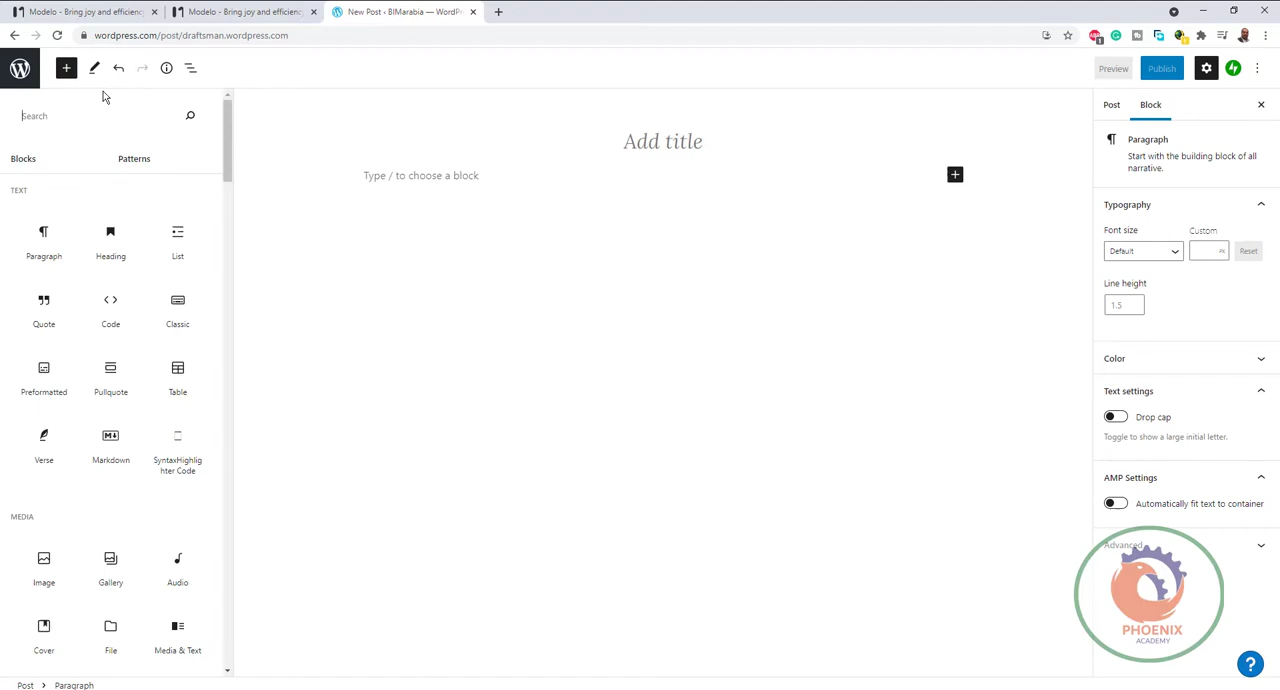 Modelo - Bring joy and efficienc
Modelo - Bring joy and efficienc
New Post ‹ BIMarabia — WordPr
wordpress.com/post/draftsman.wordpress.com
Preview
Publish
Search
Blocks
Patterns
TEXT
Paragraph
Heading
List
Quote
Code
Classic
Preformatted
Pullquote
Table
Verse
Markdown
SyntaxHighlig
hter Code
MEDIA
Image
Gallery
Audio
Cover
File
Media & Text
Add title
Type / to choose a block
Post
Block
Paragraph
Start with the building block of all
narrative.
Typography
Font size
Custom
Default
PX
Reset
Line height
1.5
Color
Text settings
Drop cap
Toggle to show a large initial letter.
AMP Settings
Automatically fit text to container
Advanced
PHOENIX
ACADEMY
Post
Paragraph